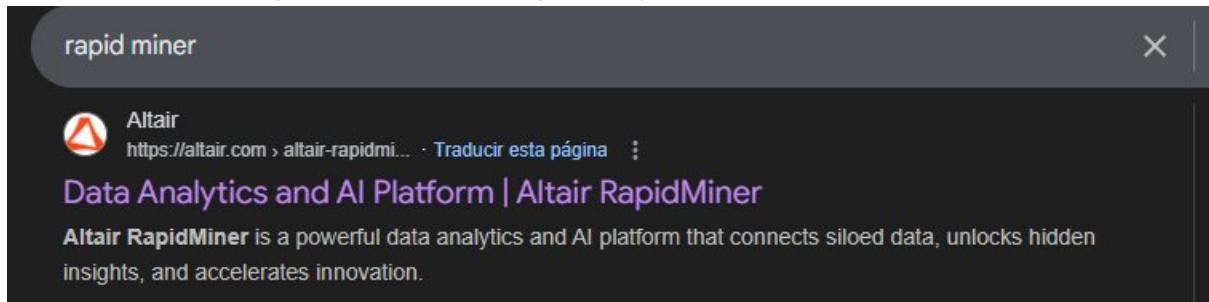 rapid miner
Altair
https://altair.com › altair-rapidmi... · Traducir esta página
Data Analytics and AI Platform | Altair RapidMiner
Altair RapidMiner is a powerful data analytics and AI platform that connects siloed data, unlocks hidden
insights, and accelerates innovation.